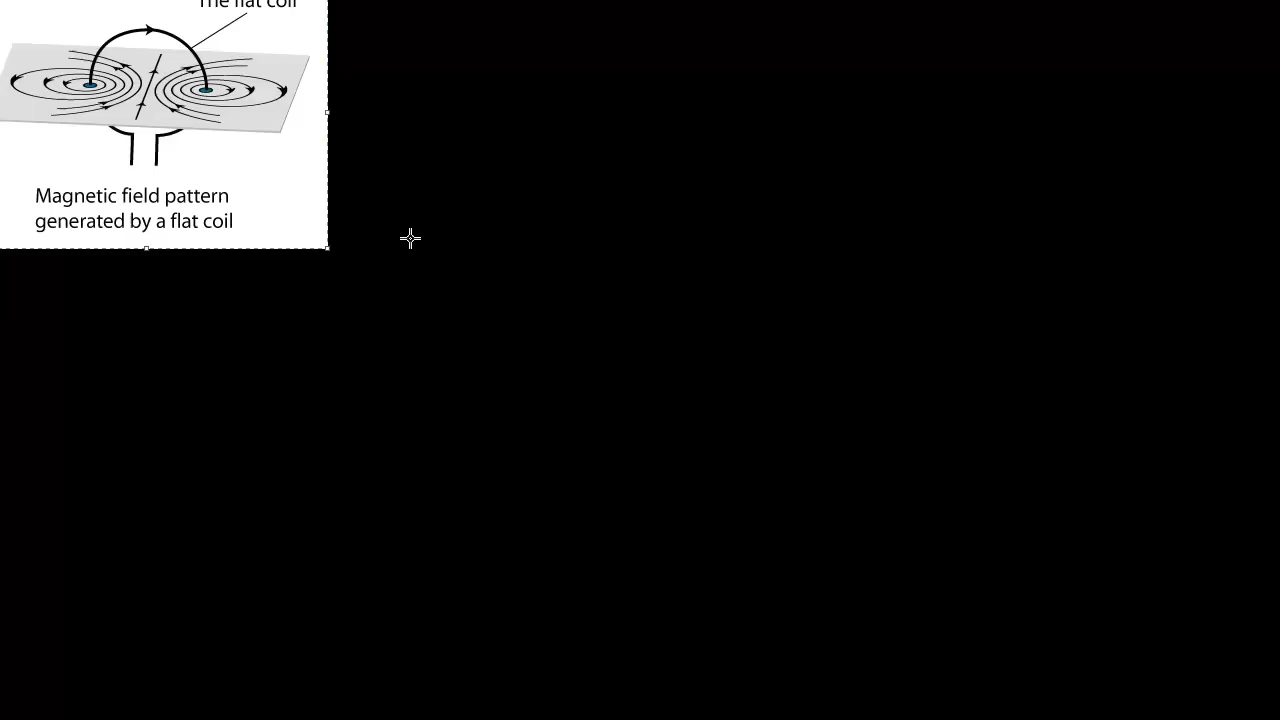 The flat coil
Magnetic field pattern
generated by a flat coil